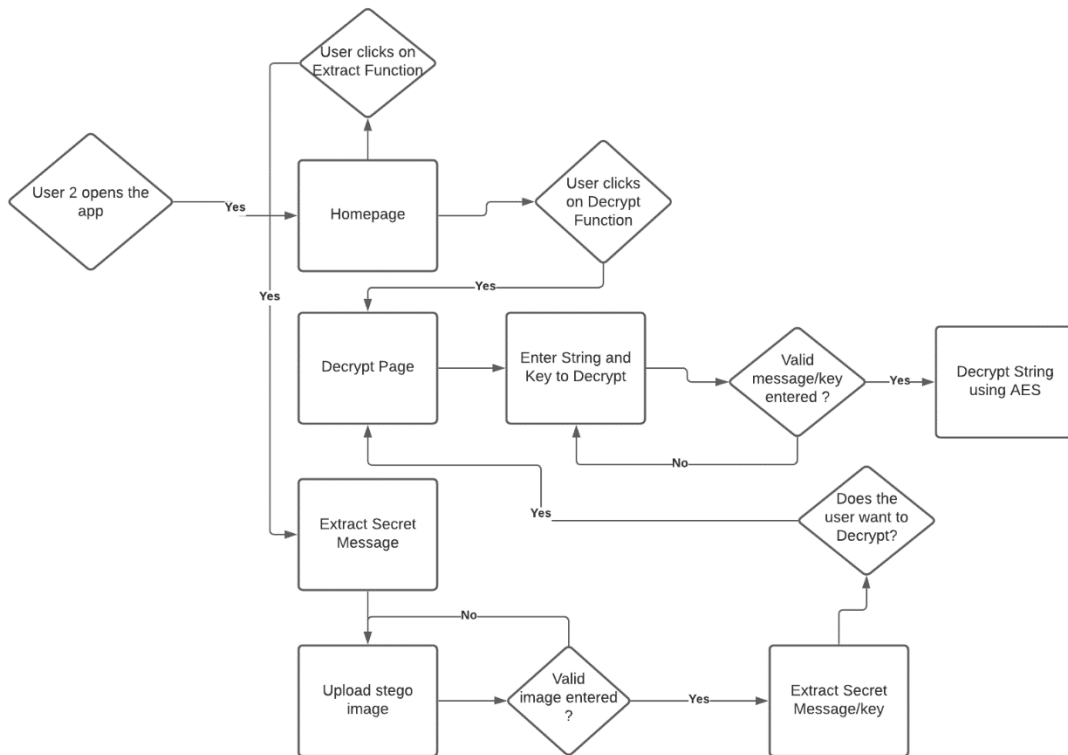 User clicks on
Extract Function
User 2 opens the
app
Yes
Homepage
User clicks
on Decrypt
Function
Yes
Yes
Decrypt Page
Enter String and
Key to Decrypt
Valid
message/key
entered ?
Yes
Decrypt String
using AES
No
Extract Secret
Message
Yes
Does the
user want to
Decrypt?
No
Upload stego
image
Valid
image entered
?
Yes
Extract Secret
Message/key